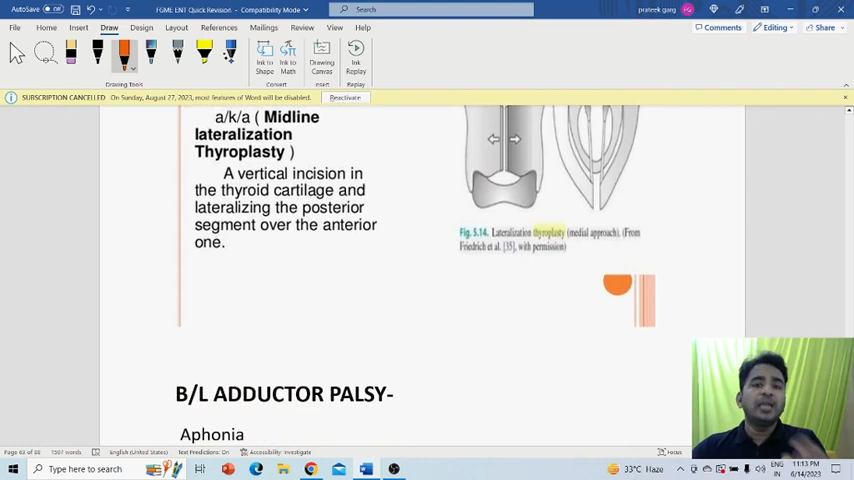 AutoSave Off
FGME ENT Quick Revision - Compatibility Mode
Search
prateek garg
PG
File Home Insert Draw Design Layout References Mailings Review View Help
Comments
Editing
Share
Ink to Shape
Ink to Math
Drawing Canvas
Ink Replay
Drawing Tools
Convert
Insert
Replay
SUBSCRIPTION CANCELLED On Sunday, August 27, 2023, most features of Word will be disabled.
Reactivate
a/k/a ( Midline
lateralization
Thyroplasty )
A vertical incision in
the thyroid cartilage and
lateralizing the posterior
segment over the anterior
one.
Fig. 5.14. Lateralization thyroplasty (medial approach). (From
Friedrich et al. [35], with permission)
B/L ADDUCTOR PALSY-
Aphonia
English (United States)
Text Predictions: On
Accessibility: Investigate
Focus
Type here to search
33°C Haze
ENG
IN
11:13 PM
6/14/2023